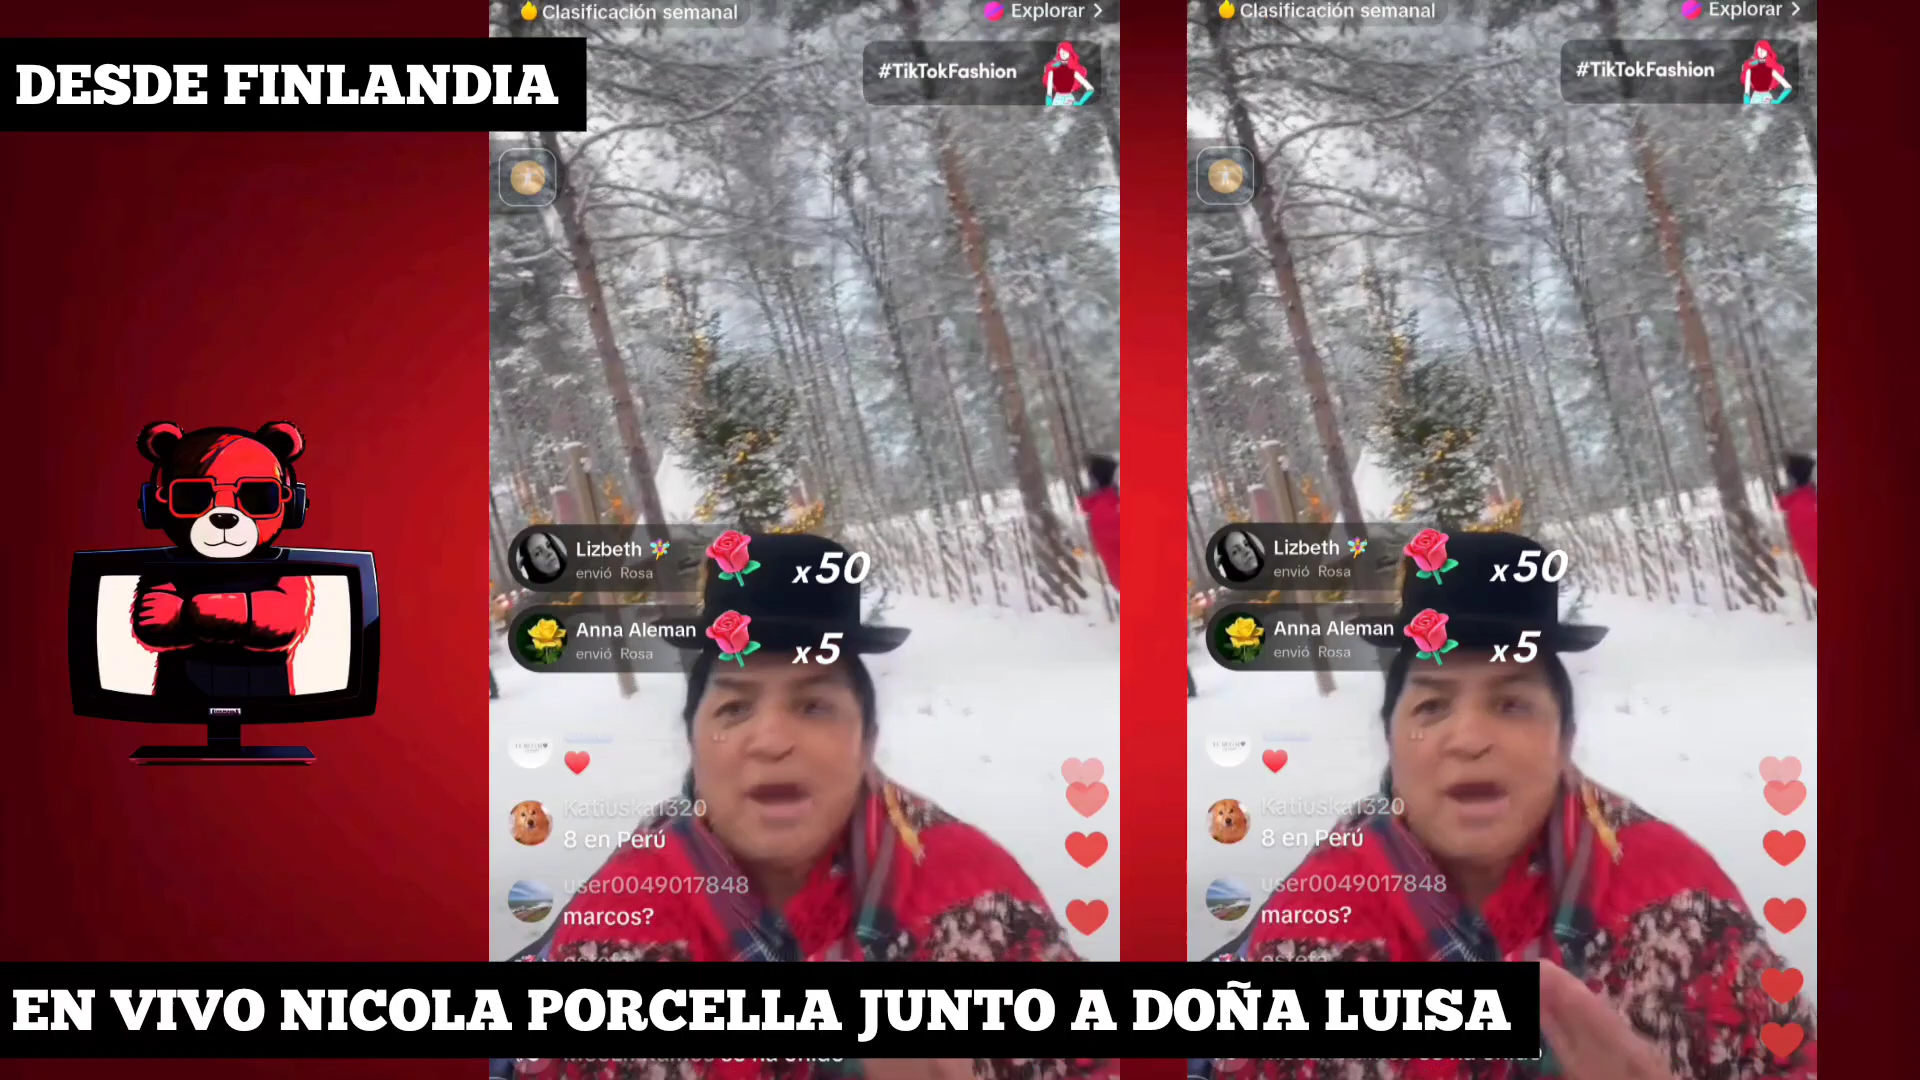 Clasificación semanal
Explorar >
DESDE FINLANDIA
#TikTokFashion
Lizbeth
envió Rosa
x50
Anna Aleman
envió Rosa
x5
Katiuska1320
8 en Perú
user0049017848
marcos?
Clasificación semanal
Explorar >
#TikTokFashion
Lizbeth
envió Rosa
x50
Anna Aleman
envió Rosa
x5
Katiuska1320
8 en Perú
user0049017848
marcos?
EN VIVO NICOLA PORCELLA JUNTO A DOÑA LUISA